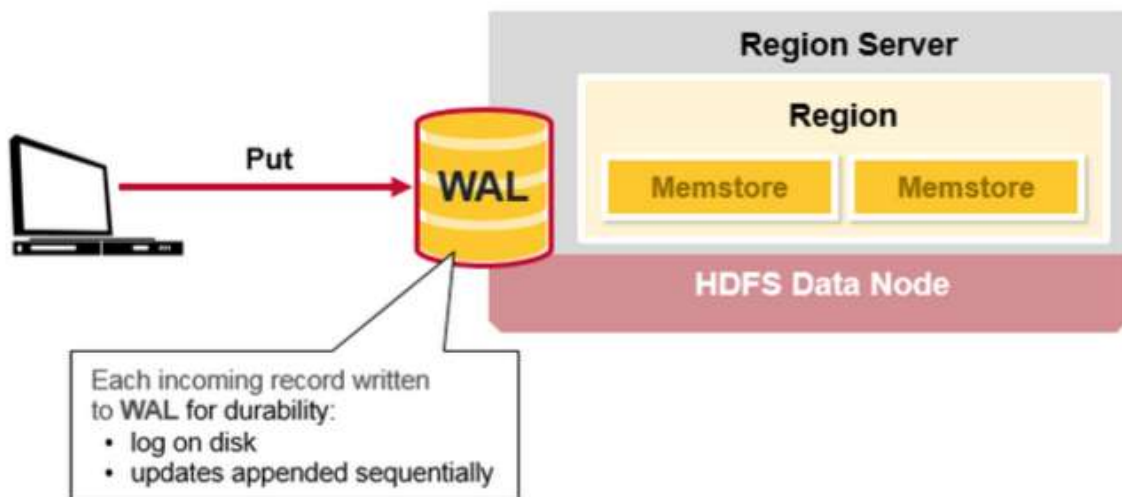 Region Server
Region
Put
WAL
Memstore
Memstore
HDFS Data Node
Each incoming record written
to WAL for durability:
• log on disk
• updates appended sequentially